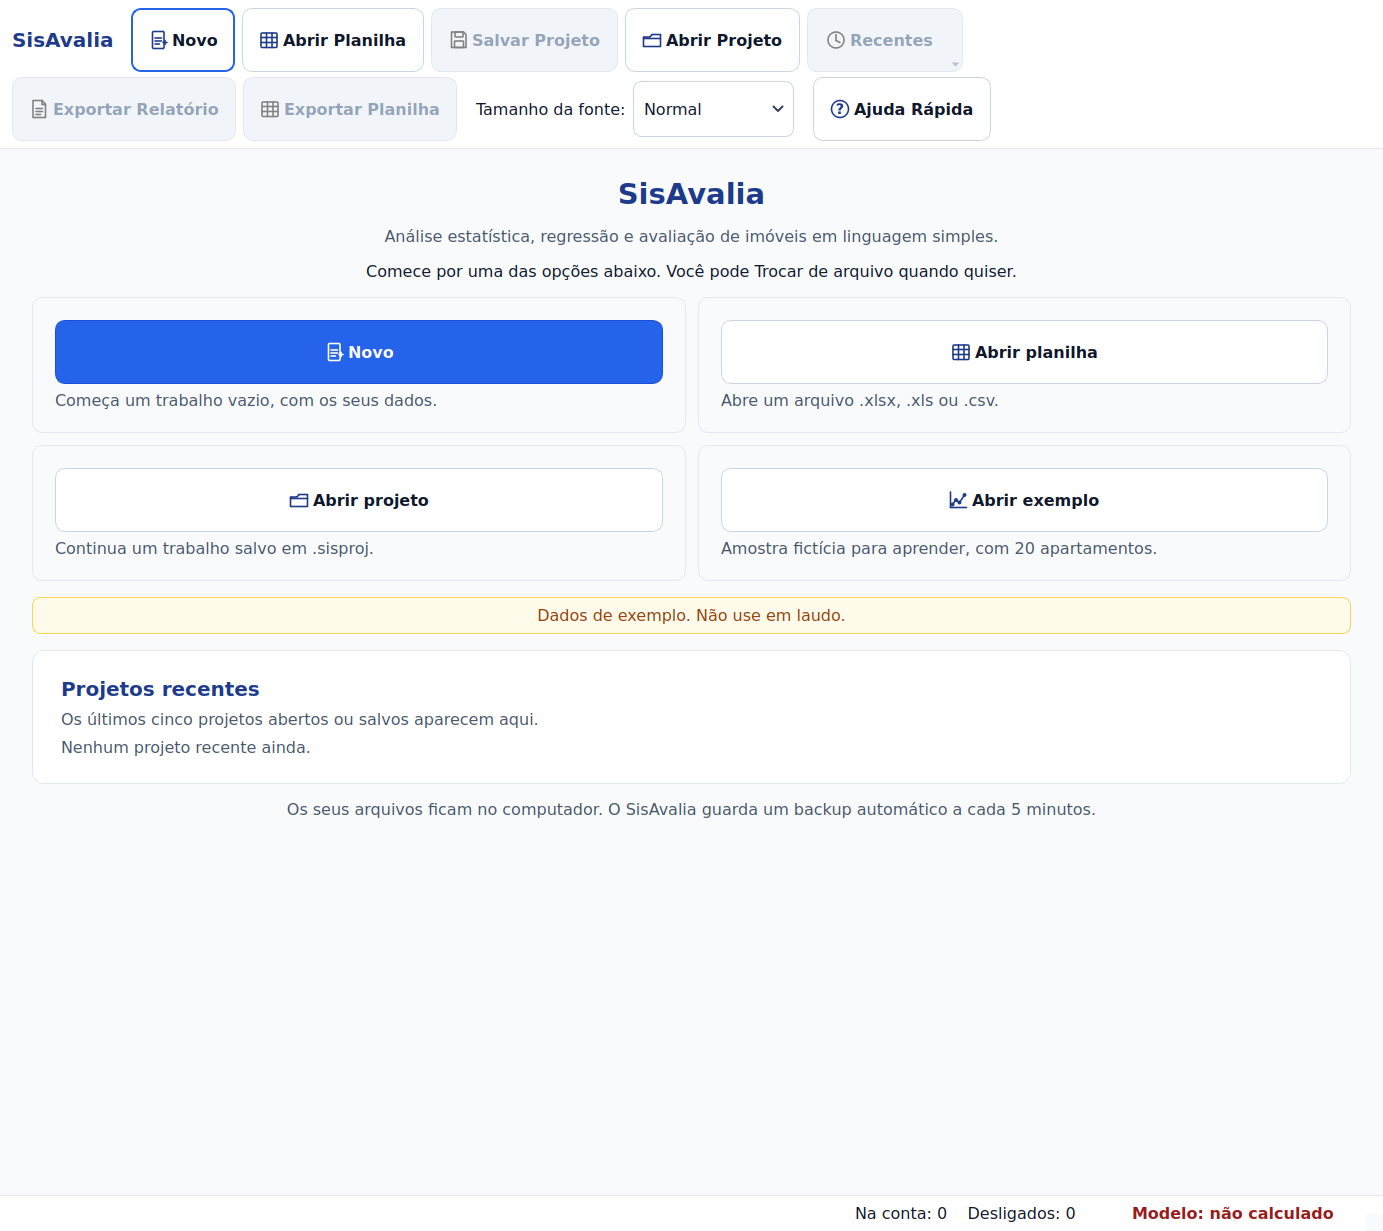 SisAvalia Novo Abrir Planilha Salvar Projeto Abrir Projeto Recentes
Exportar Relatório Exportar Planilha Tamanho da fonte: Normal Ajuda Rápida
SisAvalia
Análise estatística, regressão e avaliação de imóveis em linguagem simples.
Comece por uma das opções abaixo. Você pode Trocar de arquivo quando quiser.
Novo
Começa um trabalho vazio, com os seus dados.
Abrir planilha
Abre um arquivo .xlsx, .xls ou .csv.
Abrir projeto
Continua um trabalho salvo em .sisproj.
Abrir exemplo
Amostra fictícia para aprender, com 20 apartamentos.
Dados de exemplo. Não use em laudo.
Projetos recentes
Os últimos cinco projetos abertos ou salvos aparecem aqui.
Nenhum projeto recente ainda.
Os seus arquivos ficam no computador. O SisAvalia guarda um backup automático a cada 5 minutos.
Na conta: 0 Desligados: 0 Modelo: não calculado